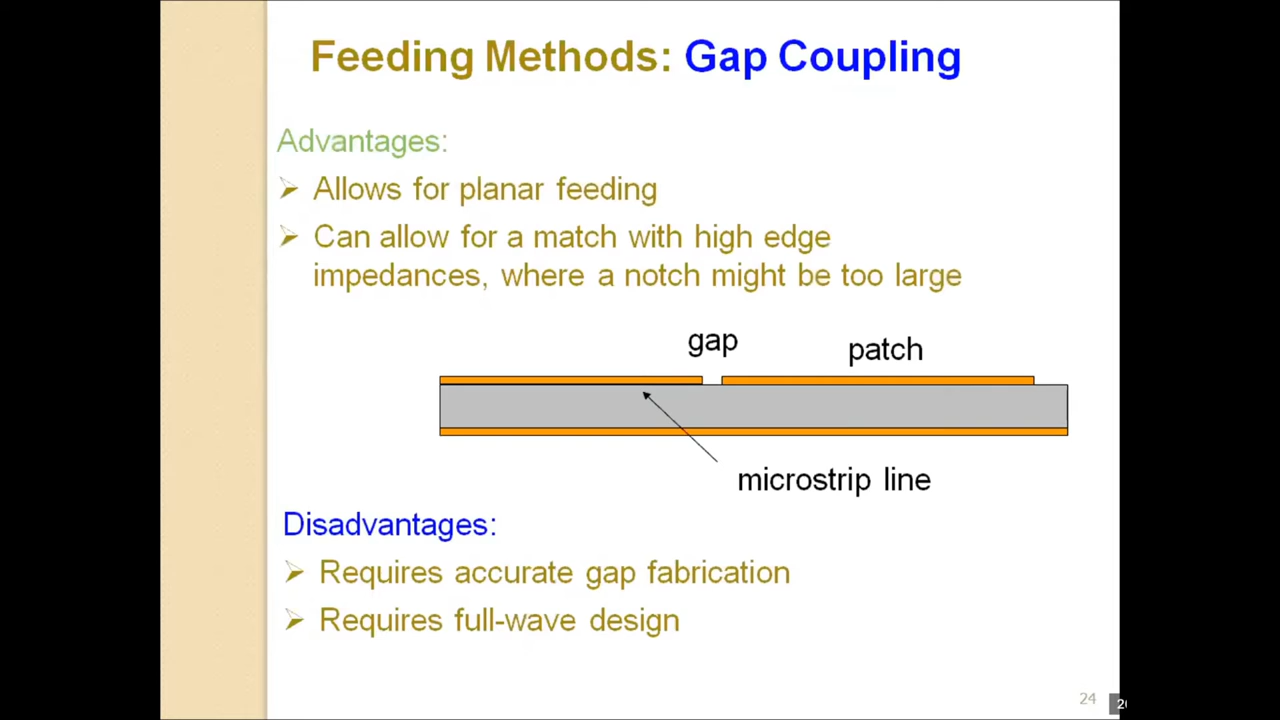 Feeding Methods: Gap Coupling
Advantages:
Allows for planar feeding
Can allow for a match with high edge
impedances, where a notch might be too large
gap
patch
microstrip line
Disadvantages:
Requires accurate gap fabrication
Requires full-wave design
24